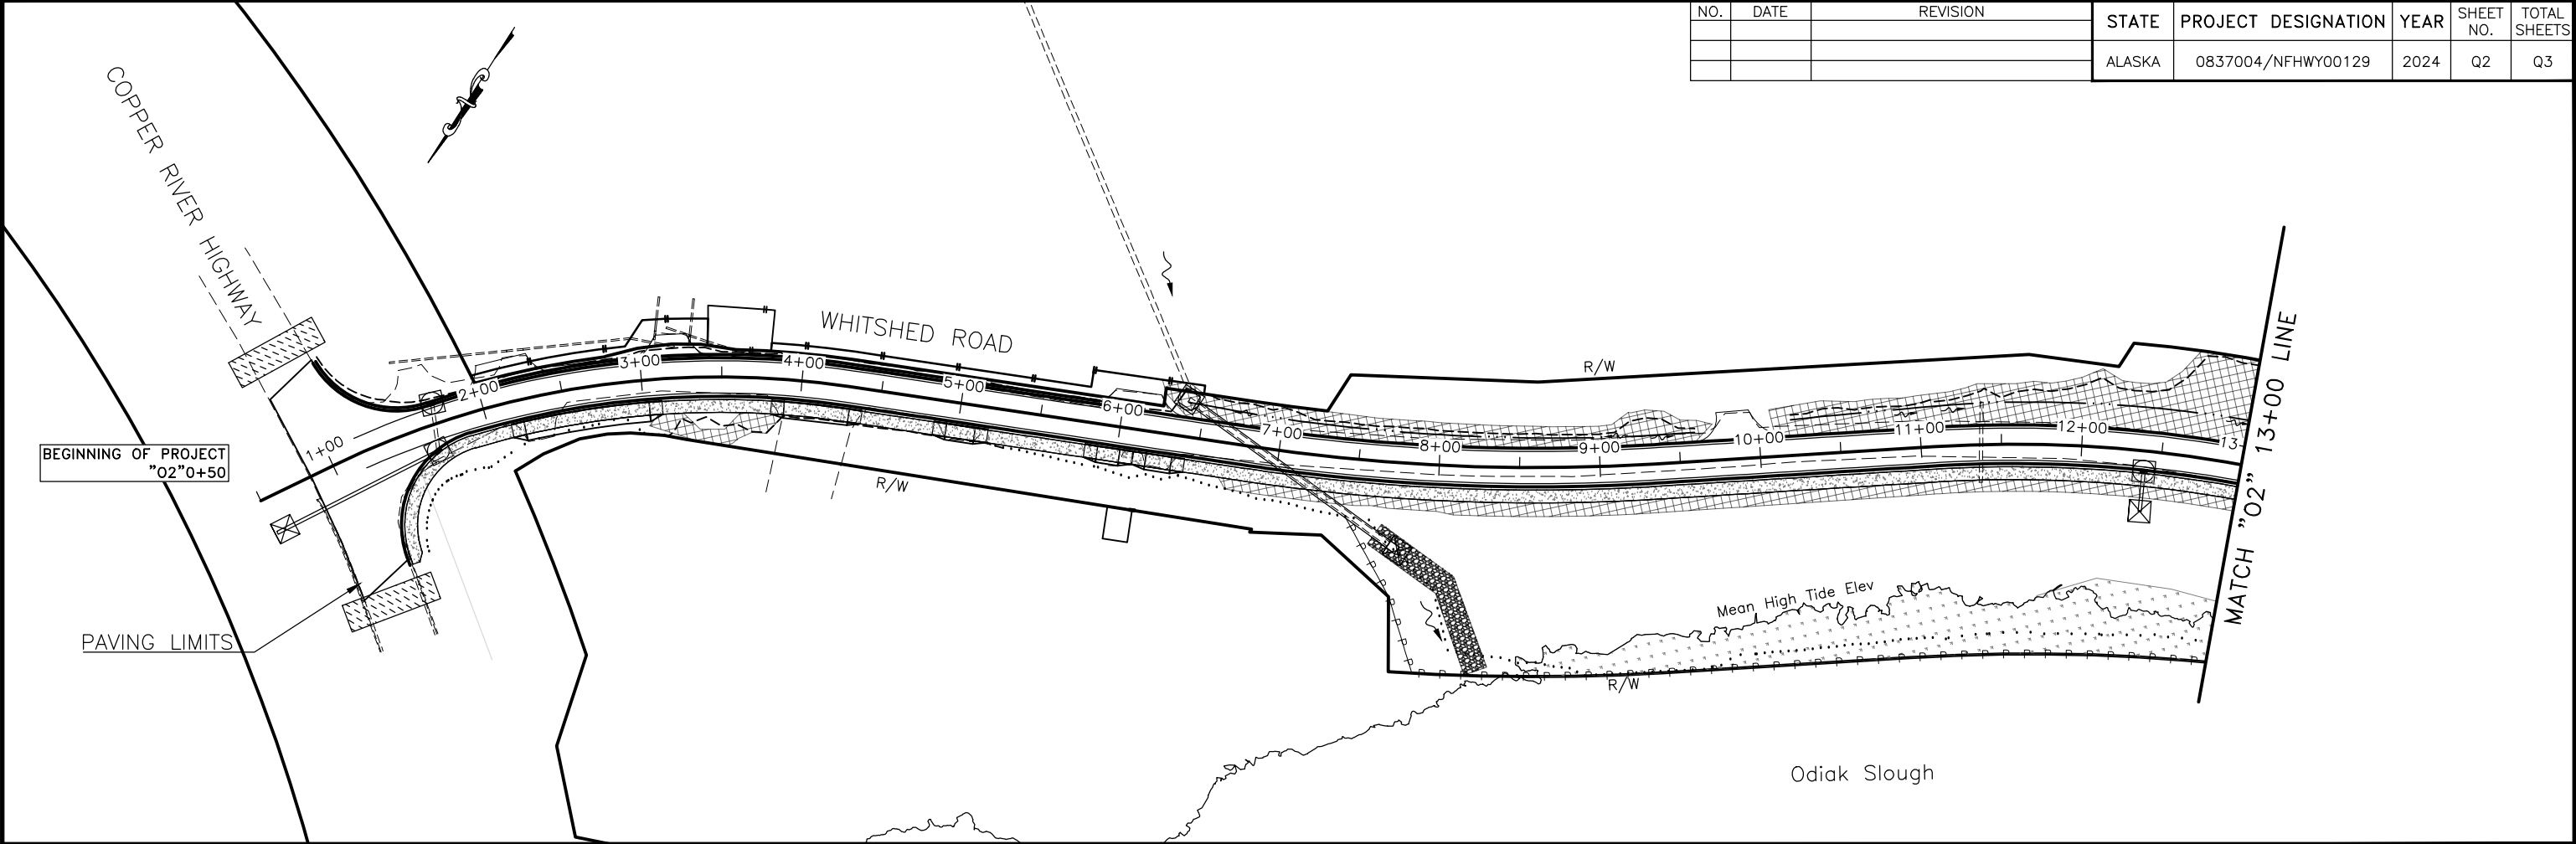 NO. DATE REVISION
STATE PROJECT DESIGNATION YEAR SHEET NO. TOTAL SHEETS
ALASKA 0837004/NFHWY00129 2024 Q2 Q3
COPPER RIVER HIGHWAY
WHITSHED ROAD
BEGINNING OF PROJECT
"02"0+50
PAVING LIMITS
1+00
2+00
3+00
4+00
5+00
6+00
7+00
8+00
9+00
10+00
11+00
12+00
13
R/W
R/W
R/W
P P P P P P P P
Mean High Tide Elev
Odiak Slough
MATCH "02" 13+00 LINE